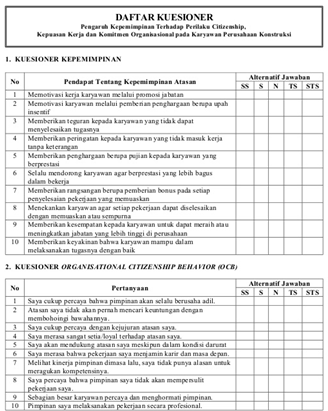 DAFTAR KUESIONER
Pengaruh Kepemimpinan Terhadap Perilaku Citizenship,
Kepuasan Kerja dan Komitmen Organisasional pada Karyawan Perusahaan Konstruksi
1. KUESIONER KEPEMIMPINAN
No Pendapat Tentang Kepemimpinan Atasan Alternatif Jawaban
SS S N TS STS
1 Memotivasi kerja karyawan melalui promosi jabatan
2 Memotivasi karyawan melalui pemberian penghargaan berupa upah
insentif
3 Memberikan teguran kepada karyawan yang tidak dapat
menyelesaikan tugasnya
4 Memberikan peringatan kepada karyawan yang tidak masuk kerja
tanpa keterangan
5 Memberikan penghargaan berupa pujian kepada karyawan yang
berprestasi
6 Selalu mendorong karyawan agar berprestasi yang lebih bagus
dalam bekerja
7 Memberikan rangsangan berupa pemberian bonus pada setiap
penyelesaian pekerjaan yang memuaskan
8 Menekankan karyawan agar setiap pekerjaan dapat diselesaikan
dengan memuaskan atau sempurna
9 Memberikan kesempatan kepada karyawan untuk dapat meraih atau
meningkatkan jabatan yang lebih tinggi di perusahaan
10 Memberikan keyakinan bahwa karyawan mampu dalam
melaksanakan tugasnya dengan baik
2. KUESIONER ORGANISATIONAL CITIZENSHIP BEHAVIOR (OCB)
No Pertanyaan Alternatif Jawaban
SS S N TS STS
1 Saya cukup percaya bahwa pimpinan akan selalu berusaha adil.
2 Atasan saya tidak akan pernah mencari keuntungan dengan
membohongi bawahannya.
3 Saya cukup percaya dengan kejujuran atasan saya.
4 Saya merasa sangat setia/loyal terhadap atasan saya.
5 Saya akan mendukung atasan saya meskipun dalam kondisi darurat
6 Saya merasa bahwa pekerjaan saya menjamin karir dan masa depan.
7 Melihat kinerja pimpinan dimasa lalu, saya tidak punya alasan untuk
meragukan kompetensinya.
8 Saya percaya bahwa pimpinan saya tidak akan mempersulit
pekerjaan saya.
9 Sebagian besar karyawan percaya dan menghormati pimpinan.
10 Pimpinan saya melaksanakan pekerjaan secara profesional.